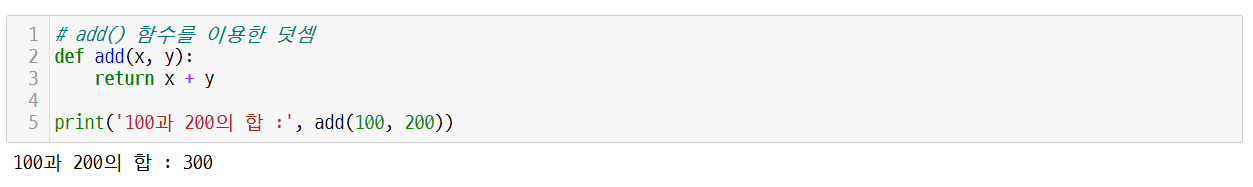 1 # add() 함수를 이용한 덧셈
2 def add(x, y):
3     return x + y
4
5 print('100과 200의 합 :', add(100, 200))
100과 200의 합 : 300